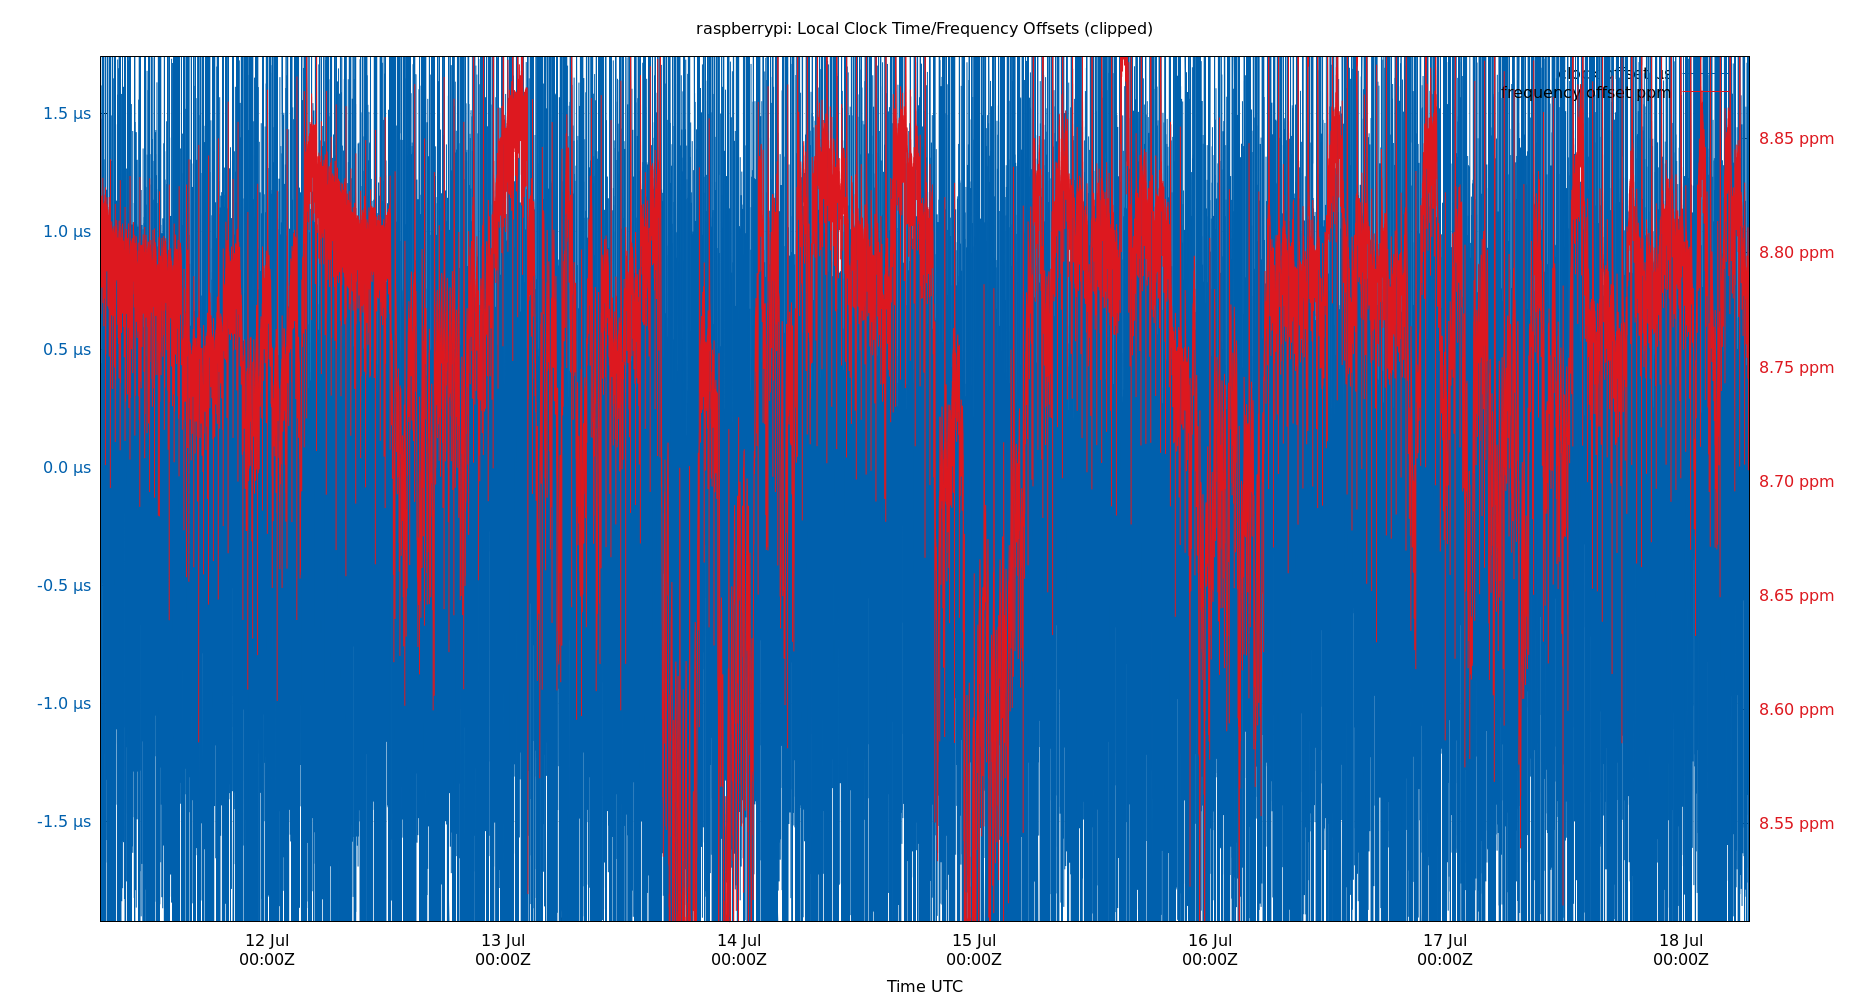 raspberrypi: Local Clock Time/Frequency Offsets (clipped)
clock offset μs
frequency offset ppm
1.5 μs
1.0 μs
0.5 μs
0.0 μs
-0.5 μs
-1.0 μs
-1.5 μs
8.85 ppm
8.80 ppm
8.75 ppm
8.70 ppm
8.65 ppm
8.60 ppm
8.55 ppm
12 Jul 13 Jul 14 Jul 15 Jul 16 Jul 17 Jul 18 Jul
00:00Z 00:00Z 00:00Z 00:00Z 00:00Z 00:00Z 00:00Z
Time UTC